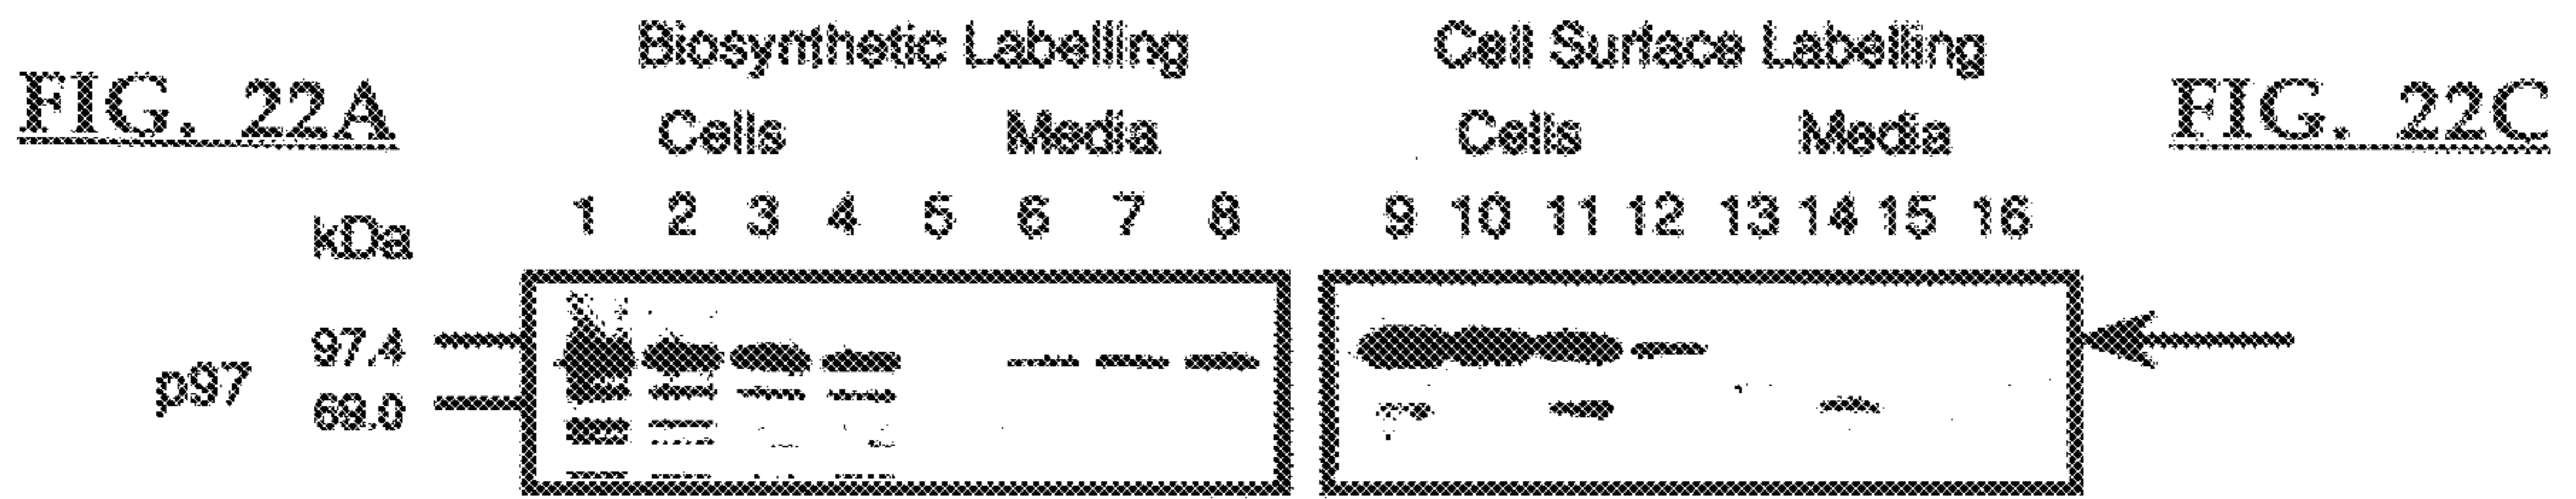 Biosynthetic Labelling Cell Surface Labelling
FIG. 22A Cells Media Cells Media FIG. 22C
kDa 1 2 3 4 5 6 7 8 9 10 11 12 13 14 15 16
97.4
p97
69.0